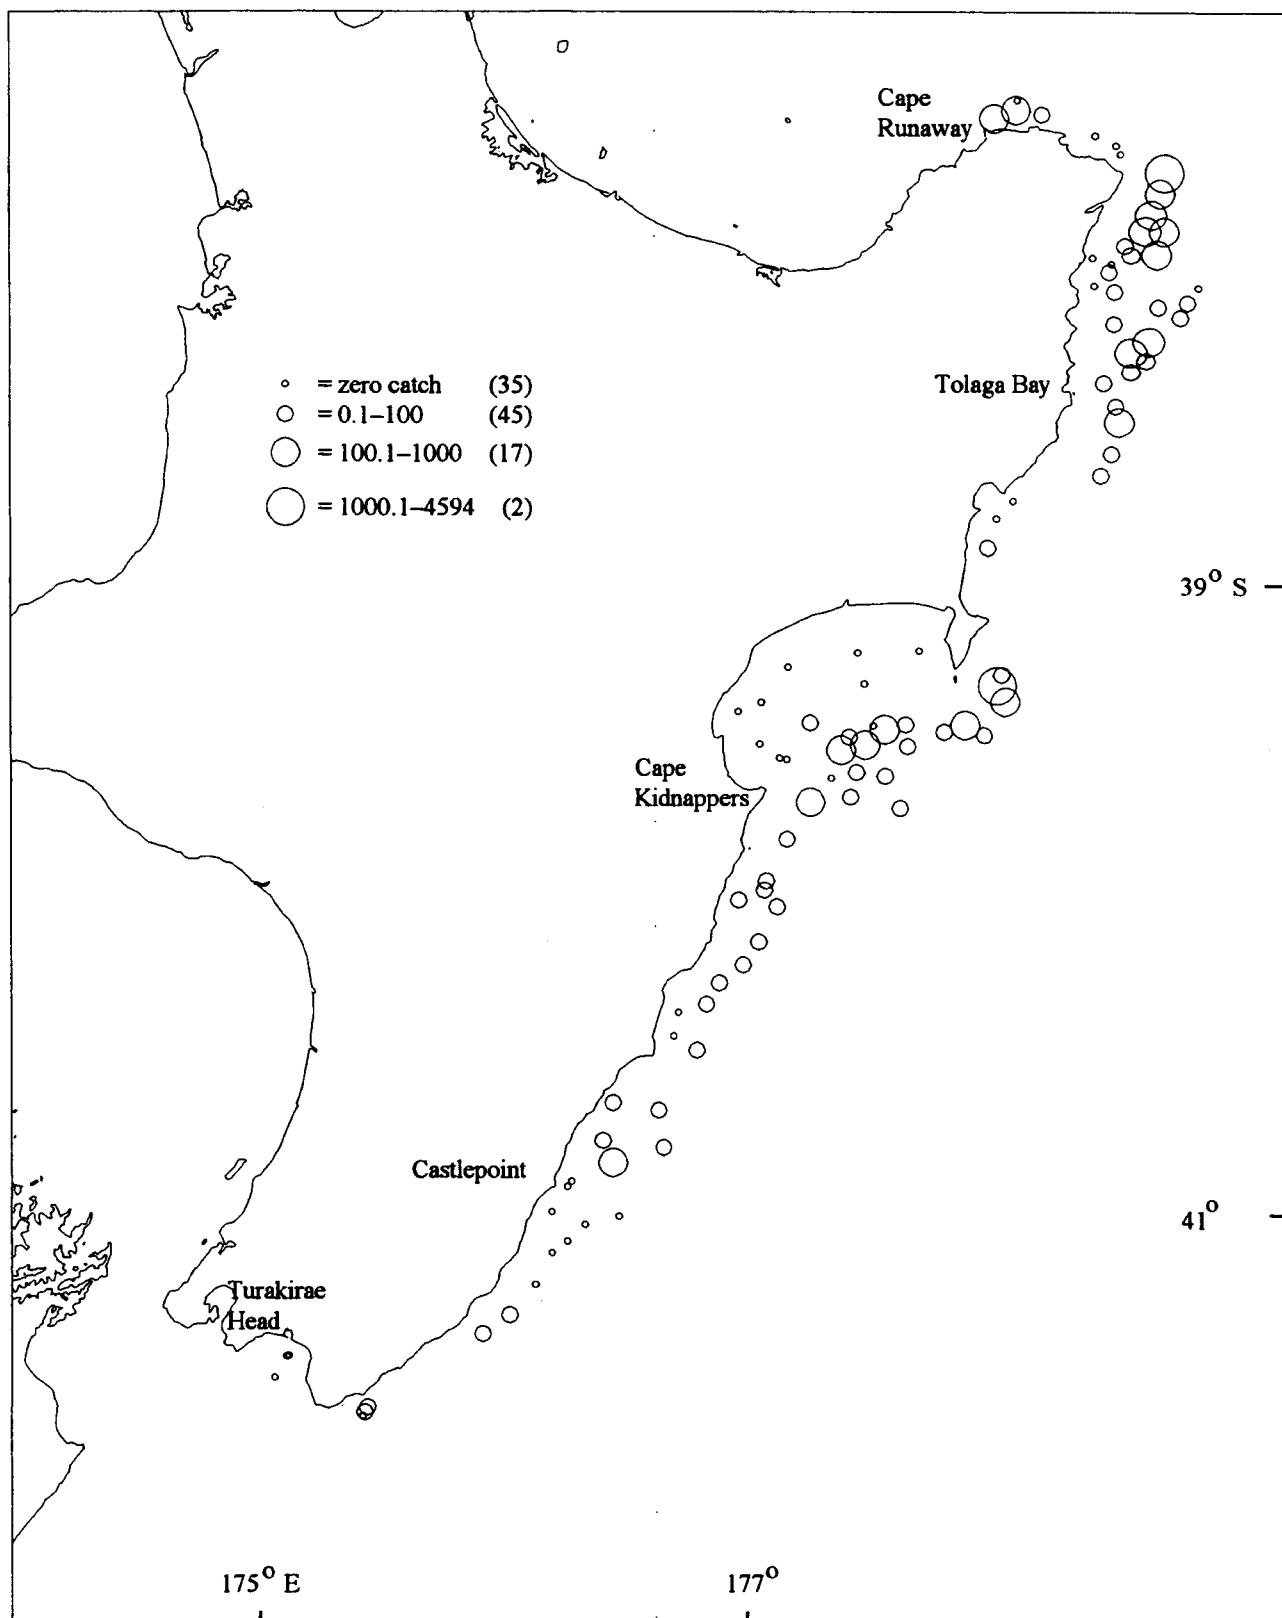 Cape
Runaway
○ = zero catch (35)
○ = 0.1–100 (45)
Tolaga Bay
○ = 100.1–1000 (17)
○ = 1000.1–4594 (2)
39° S
Cape
Kidnappers
Castlepoint
41°
Turakirae
Head
175° E
177°